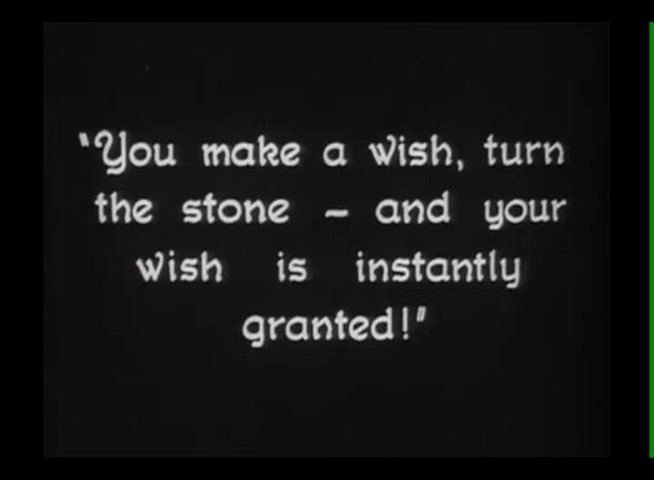 "You make a wish, turn
the stone – and your
wish is instantly
granted!"